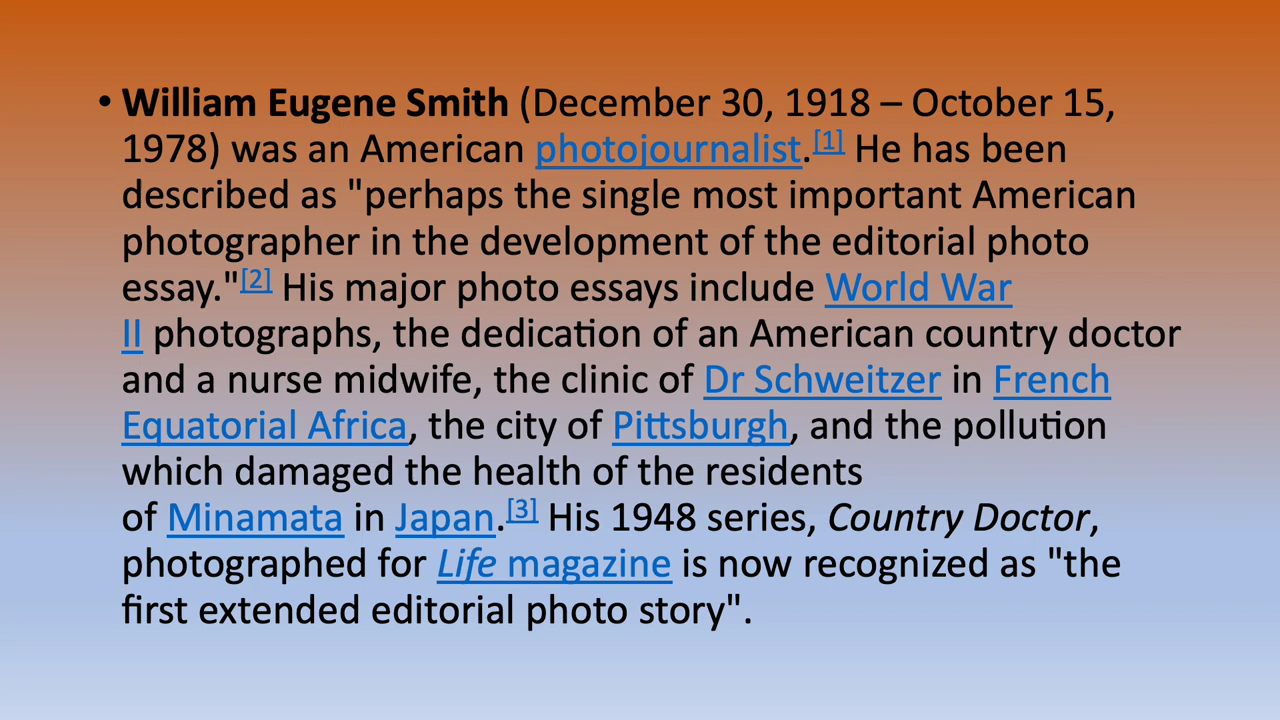 • William Eugene Smith (December 30, 1918 – October 15,
1978) was an American photojournalist.[1] He has been
described as "perhaps the single most important American
photographer in the development of the editorial photo
essay."[2] His major photo essays include World War
II photographs, the dedication of an American country doctor
and a nurse midwife, the clinic of Dr Schweitzer in French
Equatorial Africa, the city of Pittsburgh, and the pollution
which damaged the health of the residents
of Minamata in Japan.[3] His 1948 series, Country Doctor,
photographed for Life magazine is now recognized as "the
first extended editorial photo story".